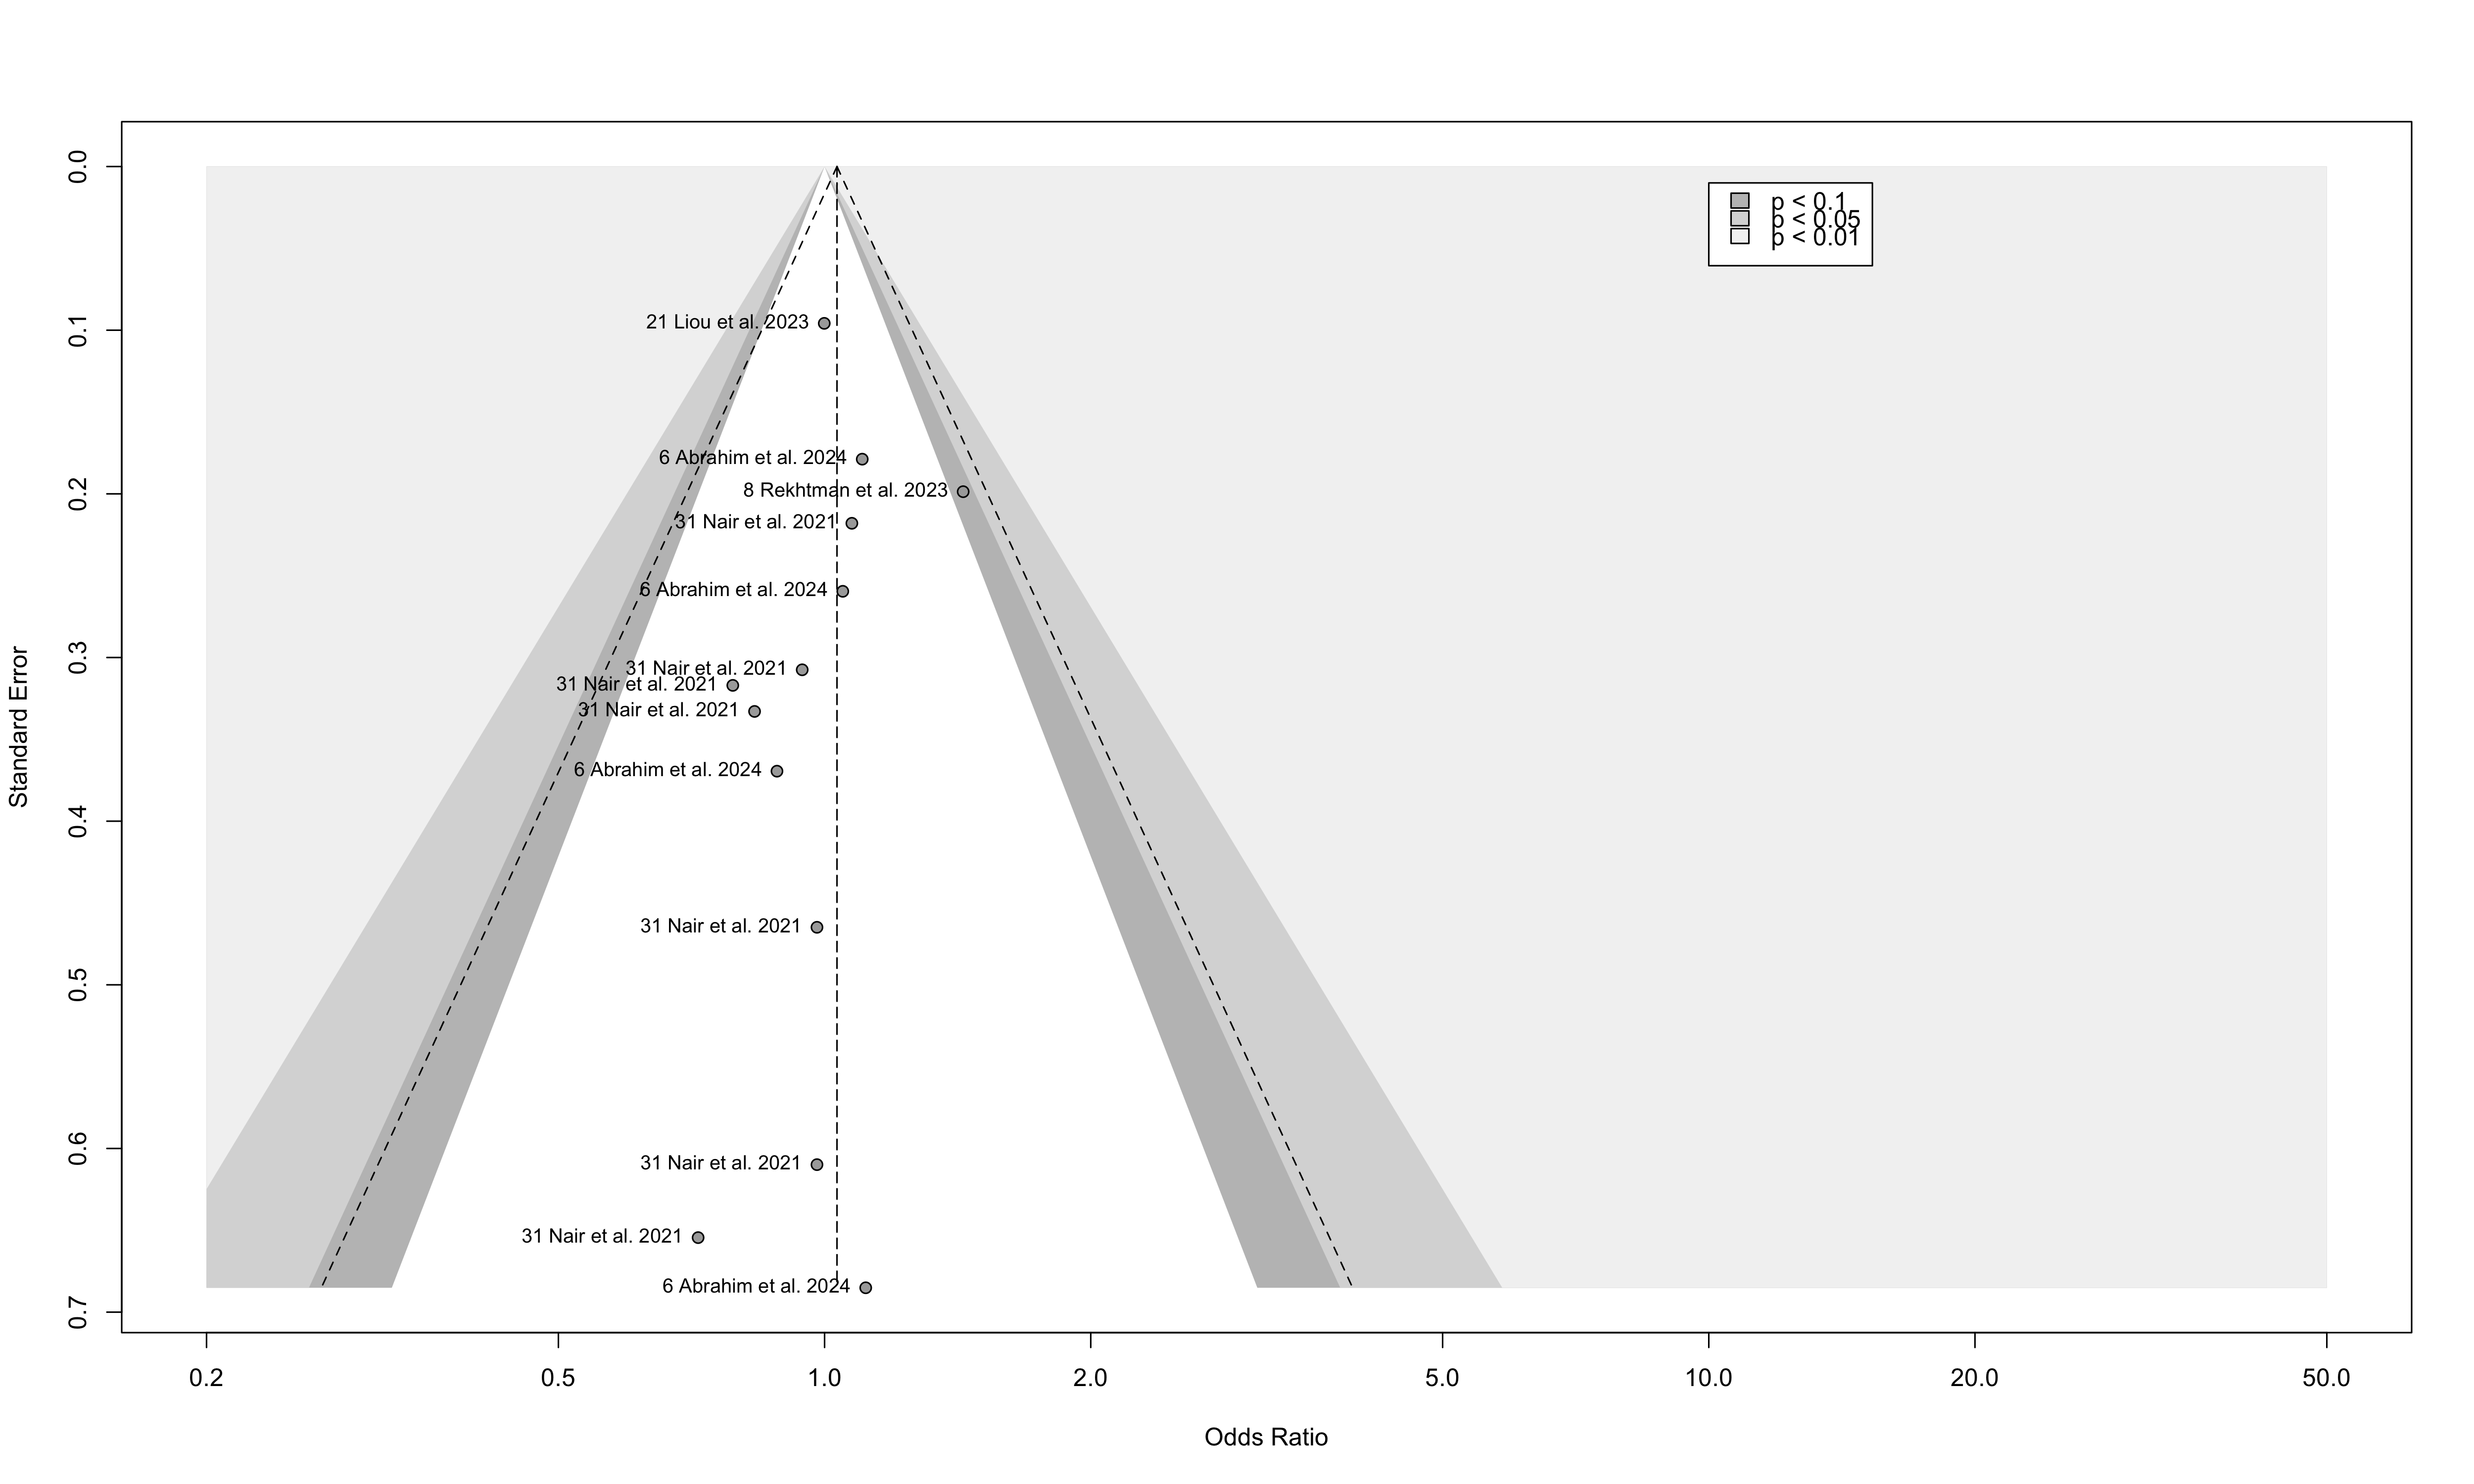 0.0
0.1
0.2
0.3
0.4
0.5
0.6
0.7
Standard Error
p < 0.1
p < 0.05
p < 0.01
21 Liou et al. 2023
6 Abrahim et al. 2024
8 Rekhtman et al. 2023
31 Nair et al. 2021
6 Abrahim et al. 2024
31 Nair et al. 2021
31 Nair et al. 2021
31 Nair et al. 2021
6 Abrahim et al. 2024
31 Nair et al. 2021
31 Nair et al. 2021
31 Nair et al. 2021
6 Abrahim et al. 2024
0.2 0.5 1.0 2.0 5.0 10.0 20.0 50.0
Odds Ratio